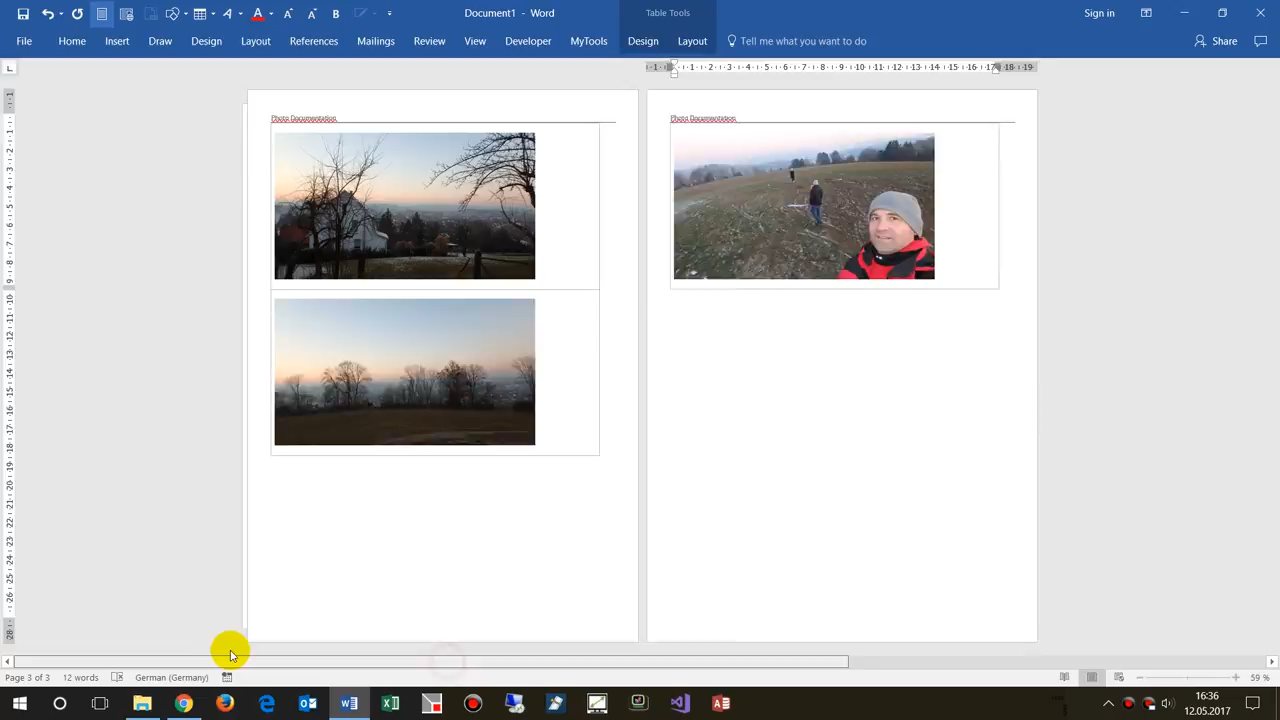 Document1 - Word
Table Tools
Sign in
File Home Insert Draw Design Layout References Mailings Review View Developer MyTools Design Layout Tell me what you want to do Share
Photo Documentation
Photo Documentation
Page 3 of 3 12 words German (Germany) 59 %
16:36
12.05.2017